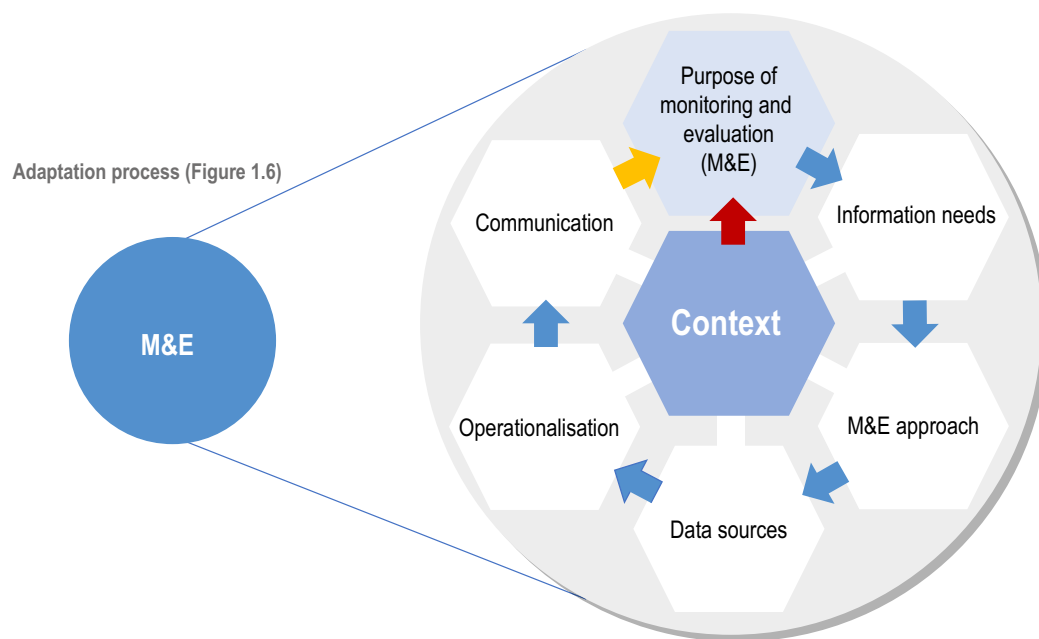 Adaptation process (Figure 1.6)
M&E
Purpose of
monitoring and
evaluation
(M&E)
Information needs
M&E approach
Data sources
Operationalisation
Communication
Context